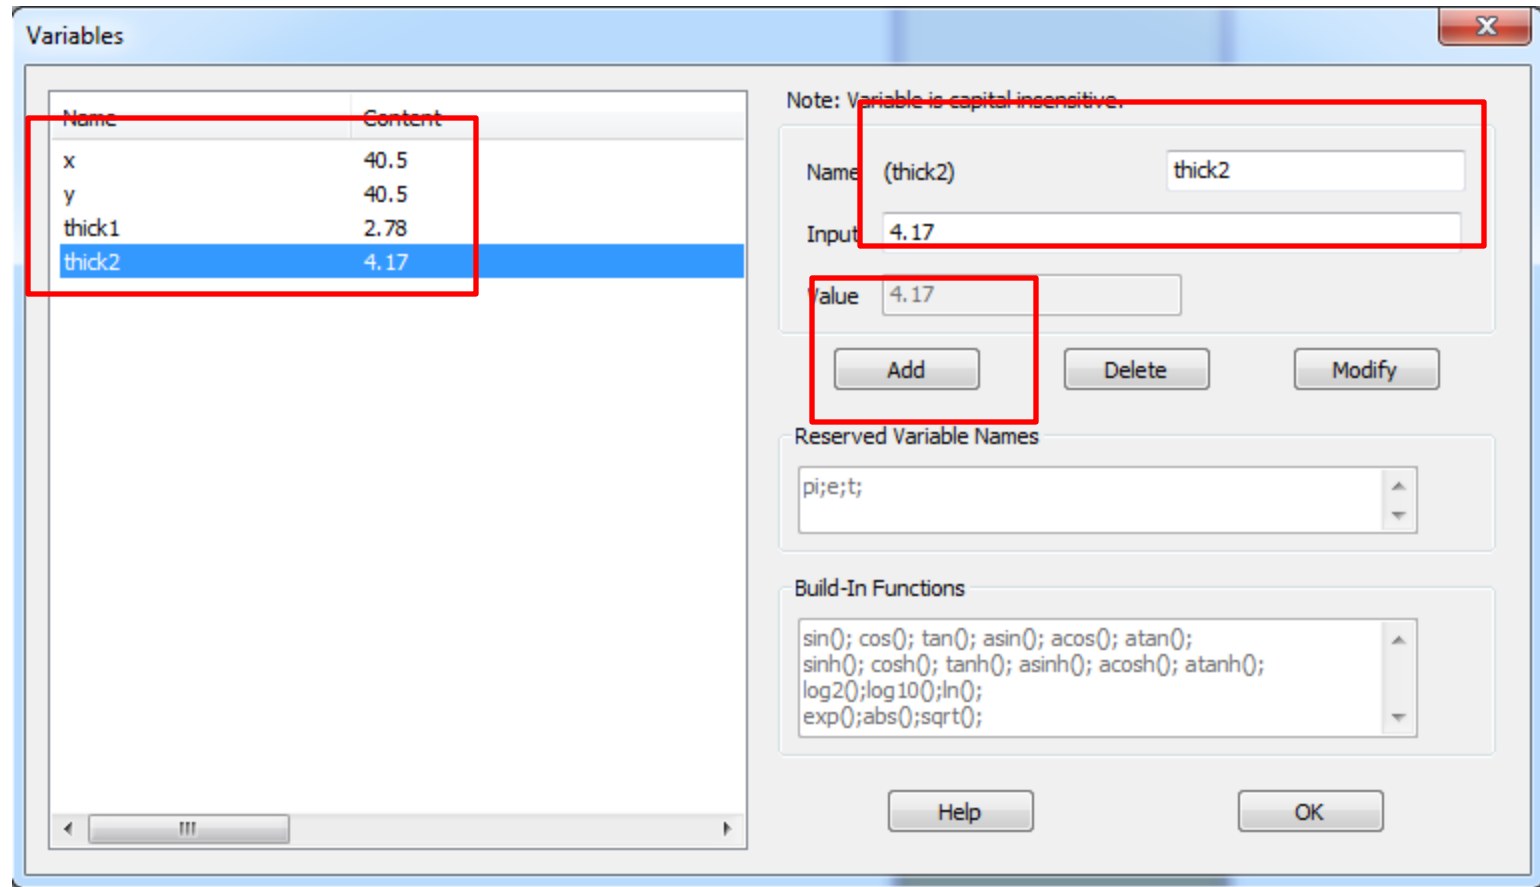 Variables
Name Content
x 40.5
y 40.5
thick1 2.78
thick2 4.17
Note: Variable is capital insensitive.
Name (thick2) thick2
Input 4.17
Value 4.17
Add Delete Modify
Reserved Variable Names
pi;e;t;
Build-In Functions
sin(); cos(); tan(); asin(); acos(); atan();
sinh(); cosh(); tanh(); asinh(); acosh(); atanh();
log2();log10();ln();
exp();abs();sqrt();
Help OK